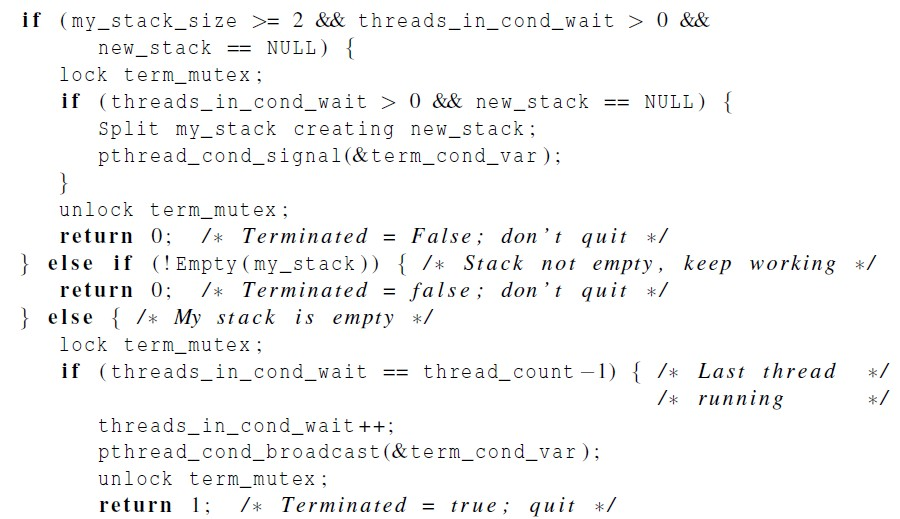 if (my_stack_size >= 2 && threads_in_cond_wait > 0 &&
new_stack == NULL) {
lock term_mutex;
if (threads_in_cond_wait > 0 && new_stack == NULL) {
Split my_stack creating new_stack;
pthread_cond_signal(&term_cond_var);
}
unlock term_mutex;
return 0; /* Terminated = False; don't quit */
} else if (!Empty(my_stack)) { /* Stack not empty, keep working */
return 0; /* Terminated = false; don't quit */
} else { /* My stack is empty */
lock term_mutex;
if (threads_in_cond_wait == thread_count-1) { /* Last thread */
/* running */
threads_in_cond_wait++;
pthread_cond_broadcast(&term_cond_var);
unlock term_mutex;
return 1; /* Terminated = true; quit */